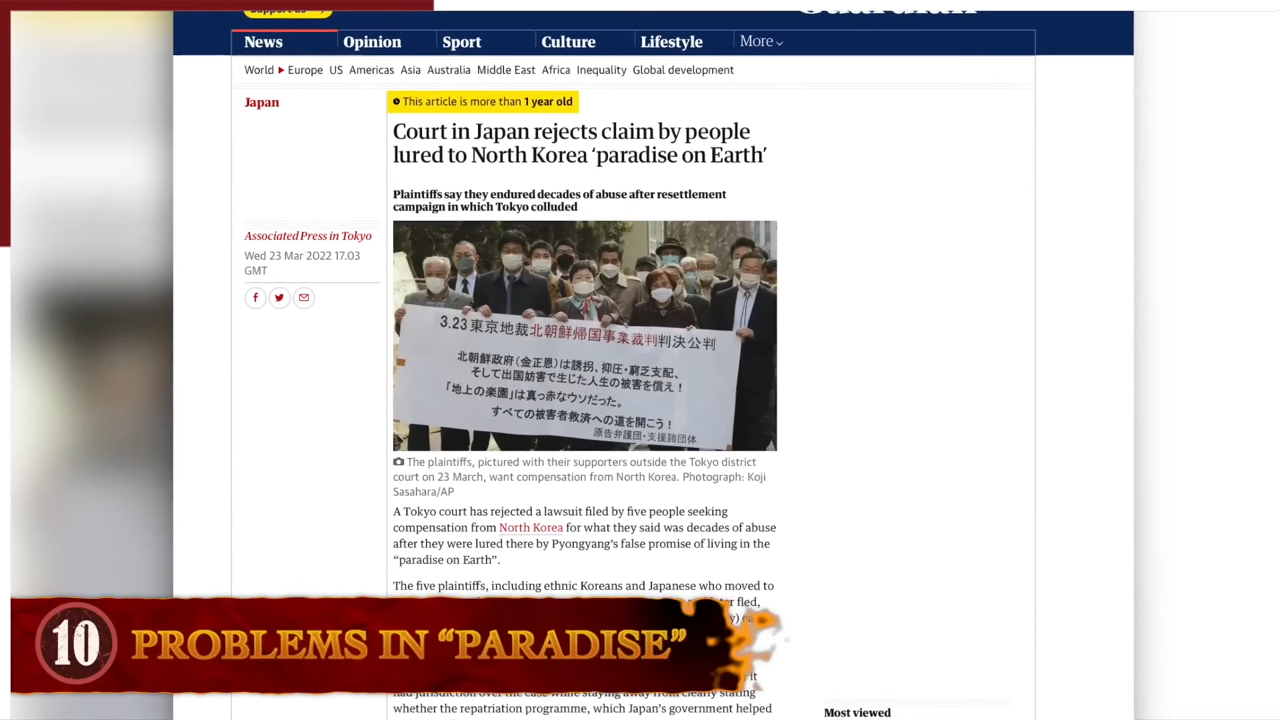 News
Opinion
Sport
Culture
Lifestyle
More
World
Europe
US
Americas
Asia
Australia
Middle East
Africa
Inequality
Global development
Japan
This article is more than 1 year old
Court in Japan rejects claim by people
lured to North Korea ‘paradise on Earth’
Plaintiffs say they endured decades of abuse after resettlement
campaign in which Tokyo colluded
Associated Press in Tokyo
Wed 23 Mar 2022 17.03
GMT
3.23東京地裁北朝鮮帰国事業裁判判決公判
北朝鮮政府(金正恩)は誘拐、抑圧・窮乏支配、
そして出国妨害で生じた人生の被害を償え!
「地上の楽園」は真っ赤なウソだった。
すべての被害者救済への道を開こう!
原告弁護団・支援諸団体
The plaintiffs, pictured with their supporters outside the Tokyo district
court on 23 March, want compensation from North Korea. Photograph: Koji
Sasahara/AP
A Tokyo court has rejected a lawsuit filed by five people seeking
compensation from North Korea for what they said was decades of abuse
after they were lured there by Pyongyang’s false promise of living in the
“paradise on Earth”.
The five plaintiffs, including ethnic Koreans and Japanese who moved to
fled,
10 PROBLEMS IN “PARADISE”
it
had jurisdiction over the case while staying away from clearly stating
whether the repatriation programme, which Japan’s government helped
Most viewed